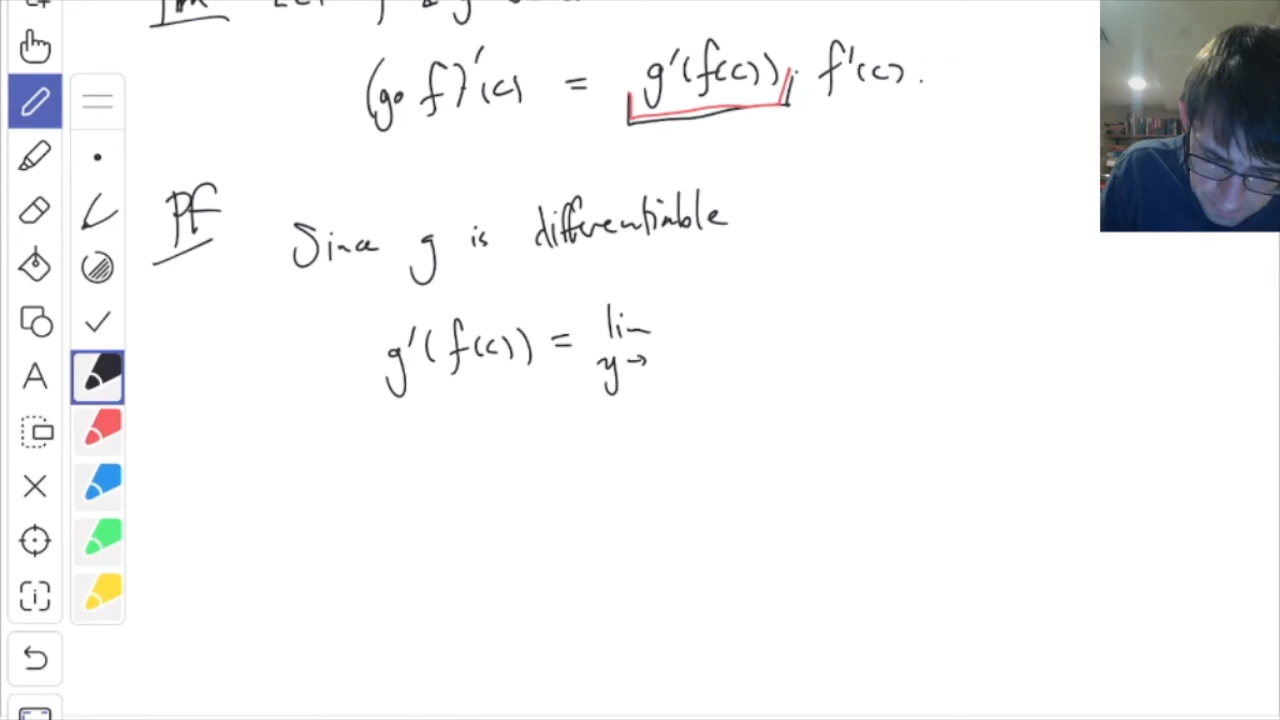 (g∘f)'(c) = g'(f(c)) · f'(c).
Pf Since g is differentiable
g'(f(c)) = lim
y→